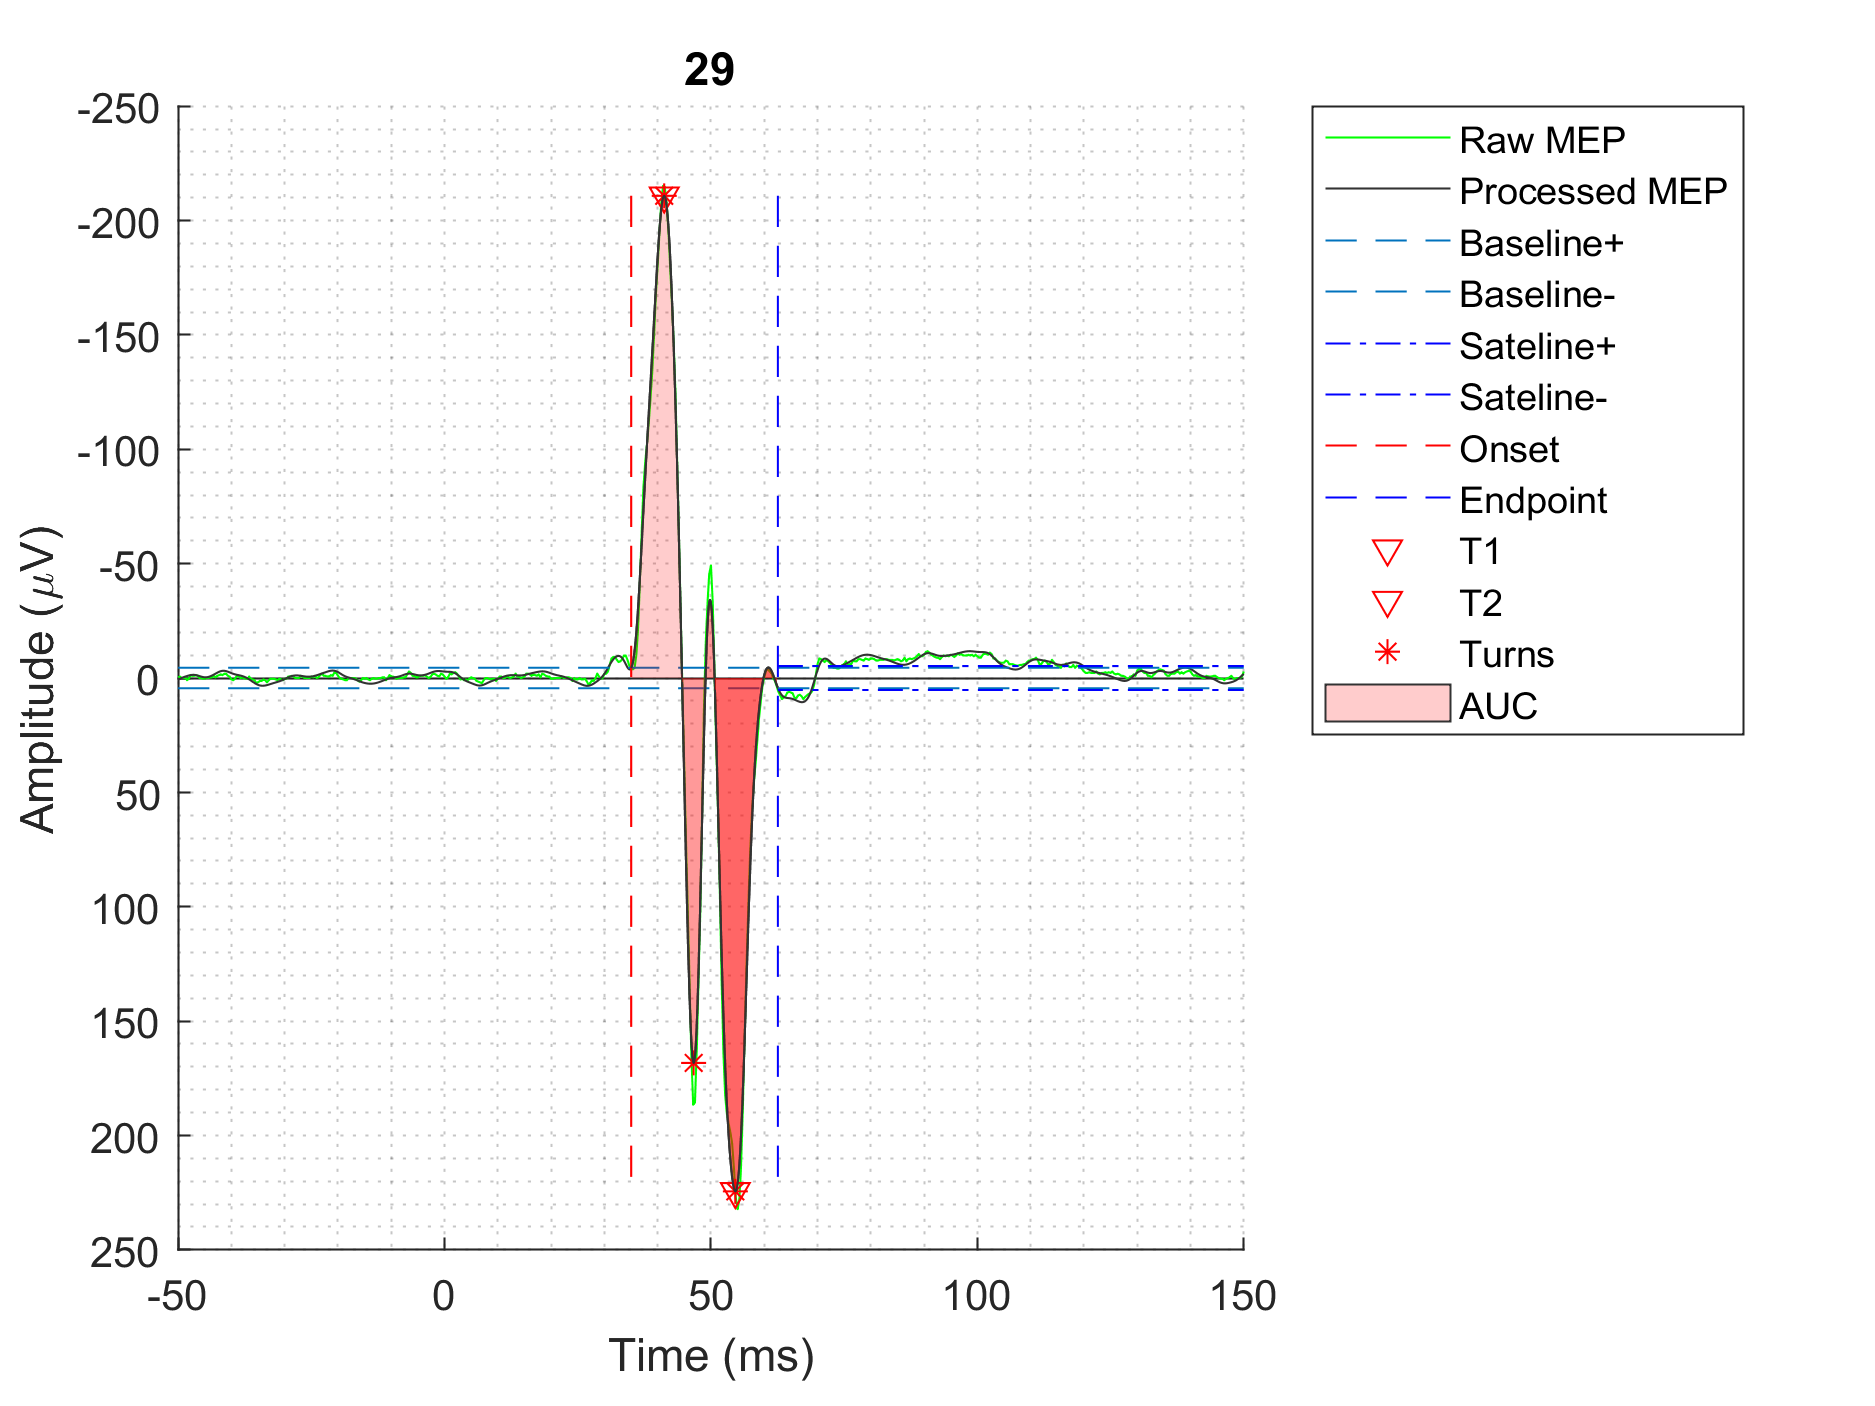 29
-250
-200
-150
-100
-50
0
50
100
150
200
250
-50
0
50
100
150
Time (ms)
Amplitude (μV)
Raw MEP
Processed MEP
Baseline+
Baseline-
Sateline+
Sateline-
Onset
Endpoint
T1
T2
Turns
AUC